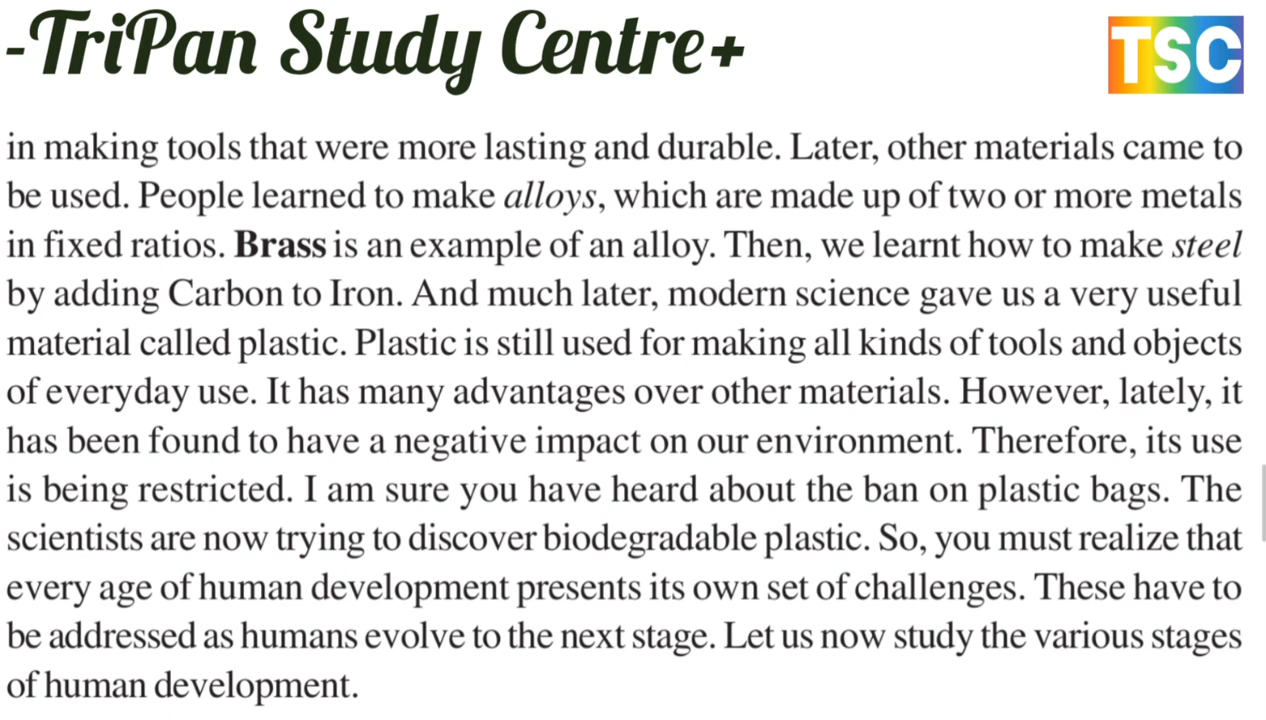 -TriPan Study Centre+
TSC
in making tools that were more lasting and durable. Later, other materials came to
be used. People learned to make alloys, which are made up of two or more metals
in fixed ratios. Brass is an example of an alloy. Then, we learnt how to make steel
by adding Carbon to Iron. And much later, modern science gave us a very useful
material called plastic. Plastic is still used for making all kinds of tools and objects
of everyday use. It has many advantages over other materials. However, lately, it
has been found to have a negative impact on our environment. Therefore, its use
is being restricted. I am sure you have heard about the ban on plastic bags. The
scientists are now trying to discover biodegradable plastic. So, you must realize that
every age of human development presents its own set of challenges. These have to
be addressed as humans evolve to the next stage. Let us now study the various stages
of human development.